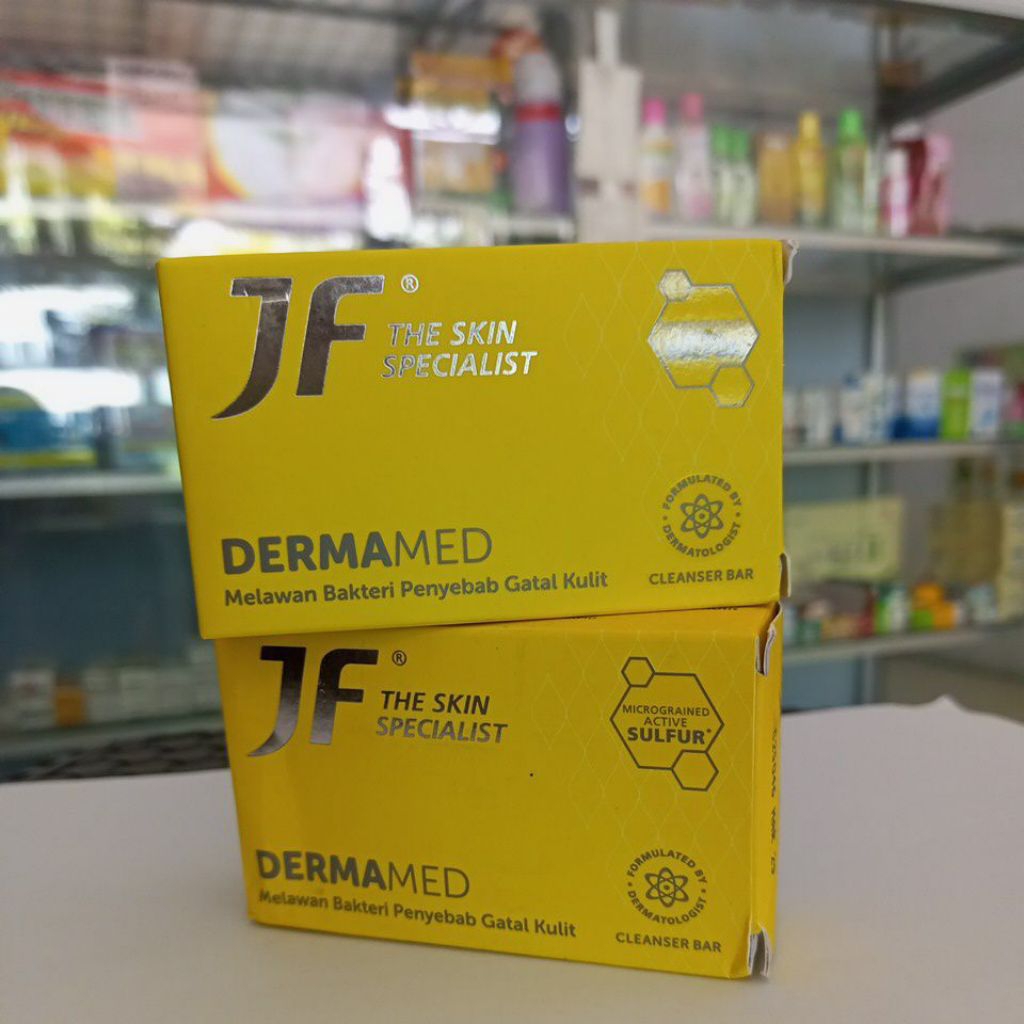 JF®
THE SKIN
SPECIALIST
FORMULATED BY
DERMATOLOGIST
DERMAMED
Melawan Bakteri Penyebab Gatal Kulit
CLEANSER BAR
JF®
THE SKIN
SPECIALIST
MICROGRAINED
ACTIVE
SULFUR*
FORMULATED BY
DERMATOLOGIST
DERMAMED
Melawan Bakteri Penyebab Gatal Kulit
CLEANSER BAR